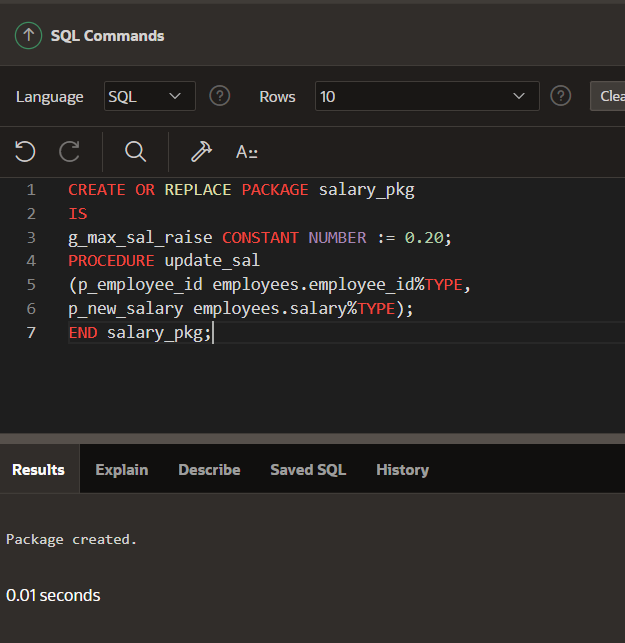 SQL Commands
Language SQL Rows 10 Clea
A::
1 CREATE OR REPLACE PACKAGE salary_pkg
2 IS
3 g_max_sal_raise CONSTANT NUMBER := 0.20;
4 PROCEDURE update_sal
5 (p_employee_id employees.employee_id%TYPE,
6 p_new_salary employees.salary%TYPE);
7 END salary_pkg;
Results Explain Describe Saved SQL History
Package created.
0.01 seconds